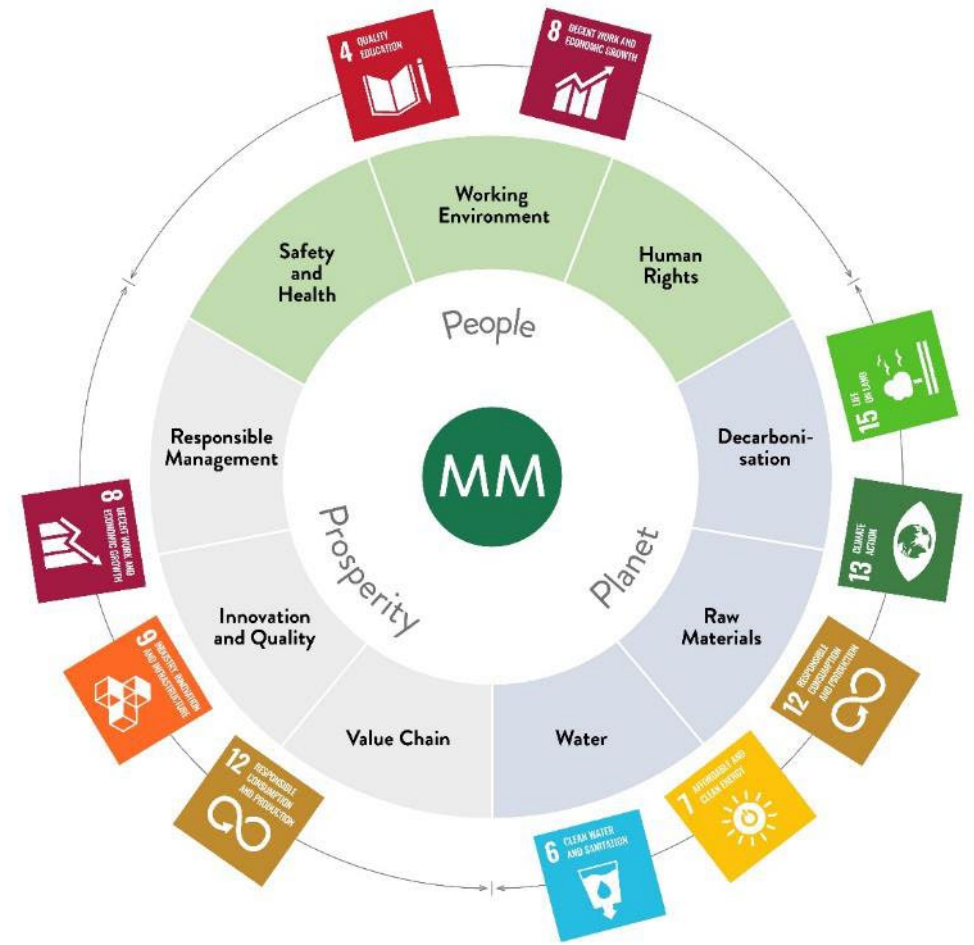 4 QUALITY
EDUCATION
8 DECENT WORK AND
ECONOMIC GROWTH
Working
Environment
Safety
and
Health
Human
Rights
People
15 LIFE
ON LAND
Responsible
Management
MM
Decarboni-
sation
8 DECENT WORK AND
ECONOMIC GROWTH
Prosperity
Planet
13 CLIMATE
ACTION
Innovation
and Quality
Raw
Materials
9 INDUSTRY, INNOVATION
AND INFRASTRUCTURE
12 RESPONSIBLE
CONSUMPTION
AND PRODUCTION
Value Chain
Water
12 RESPONSIBLE
CONSUMPTION
AND PRODUCTION
7 AFFORDABLE AND
CLEAN ENERGY
6 CLEAN WATER
AND SANITATION